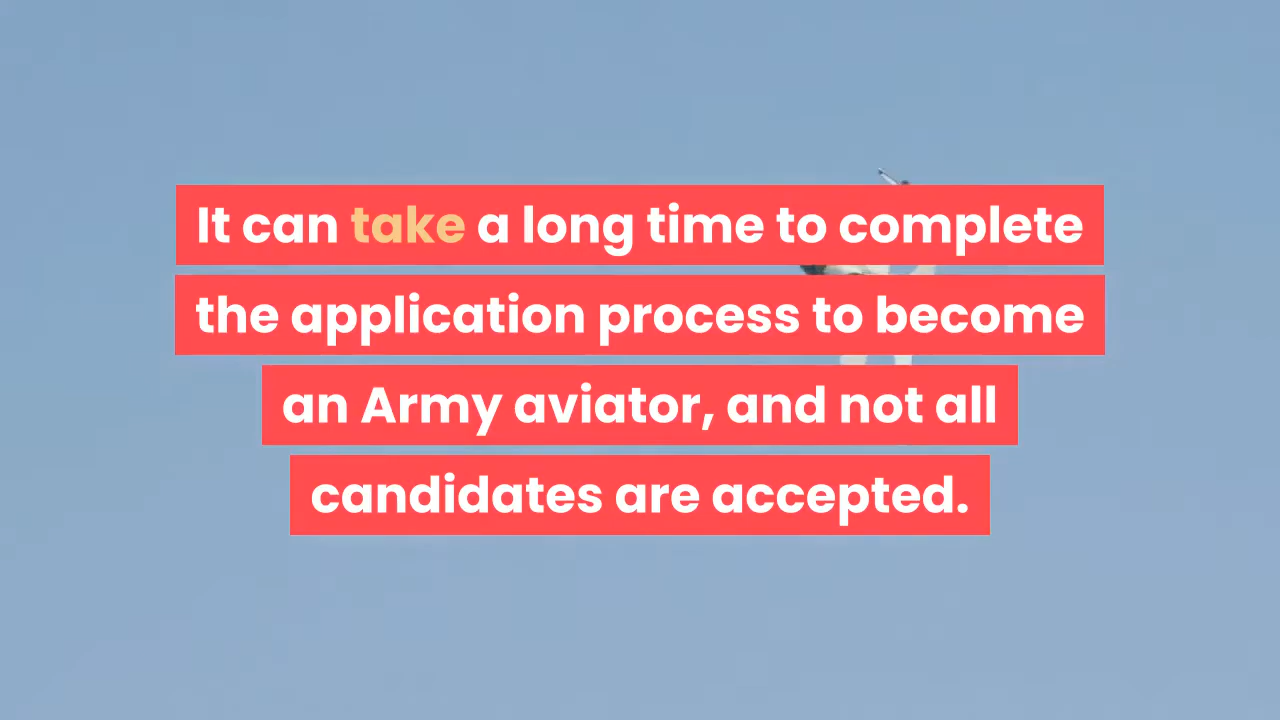 It can take a long time to complete
the application process to become
an Army aviator, and not all
candidates are accepted.